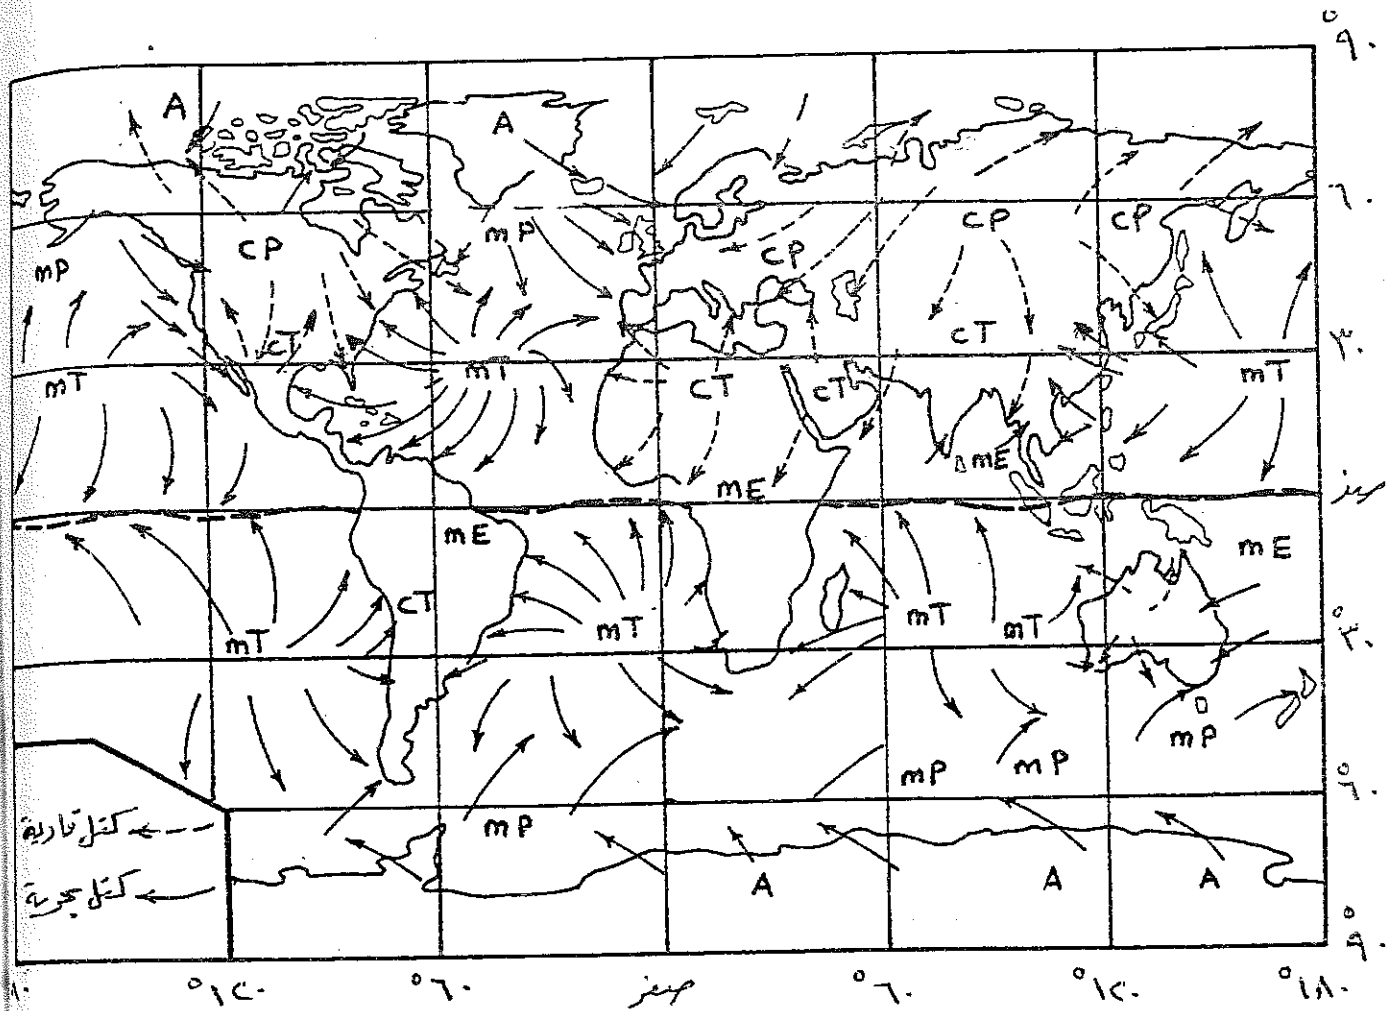 °٩٠
A A
°٦٠
cP mP cP cP cP
mP
cT cT
°٣٠
mT mT cT cT mT
mE mE
صفر
mE mE
cT mT mT
mT mT
°٣٠
mP
mP mP
°٦٠
كتل قارية
mP
كتل بحرية
A A A
°٩٠
°١٢٠ °٦٠ صفر °٦٠ °١٢٠ °١٨٠